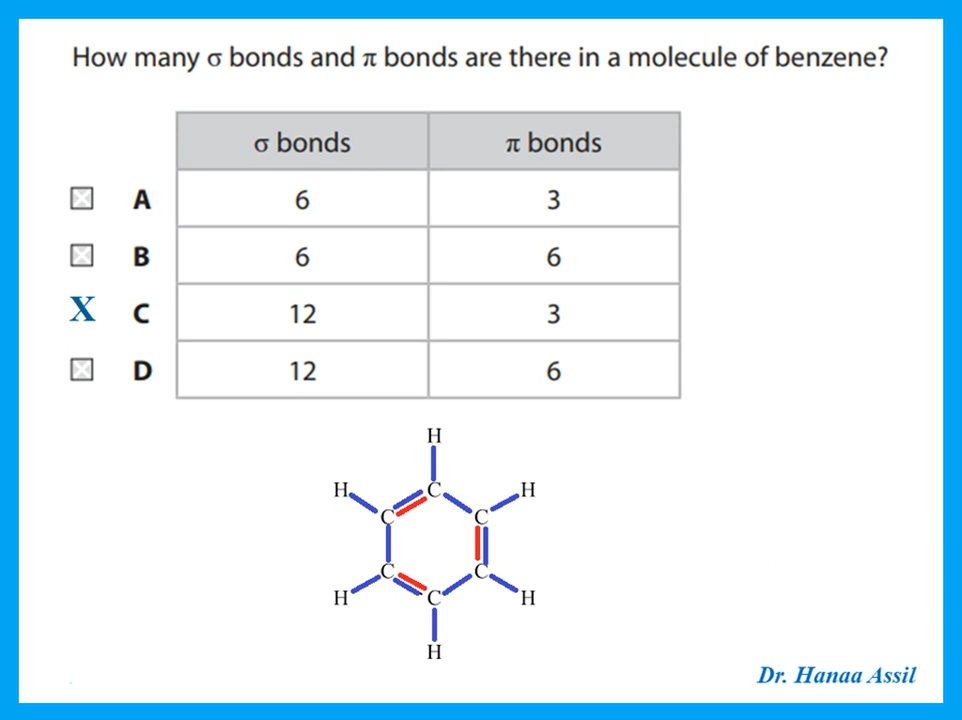 How many σ bonds and π bonds are there in a molecule of benzene?
σ bonds π bonds
A 6 3
B 6 6
X C 12 3
D 12 6
H
H C H
C C
C C
H C H
H
Dr. Hanaa Assil